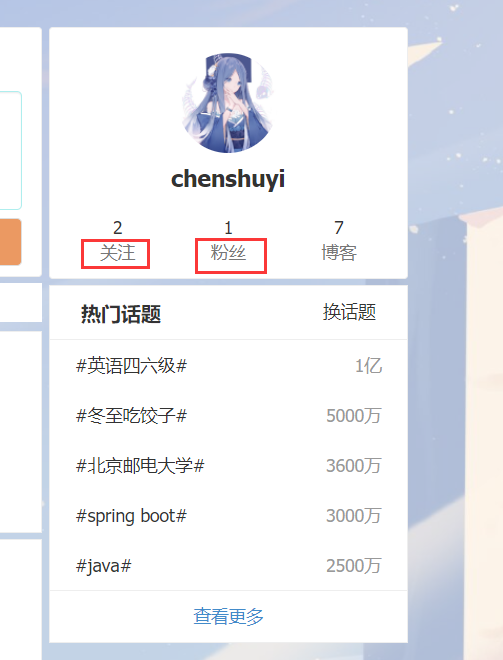 chenshuyi
2 1 7
关注 粉丝 博客
热门话题 换话题
#英语四六级# 1亿
#冬至吃饺子# 5000万
#北京邮电大学# 3600万
#spring boot# 3000万
#java# 2500万
查看更多